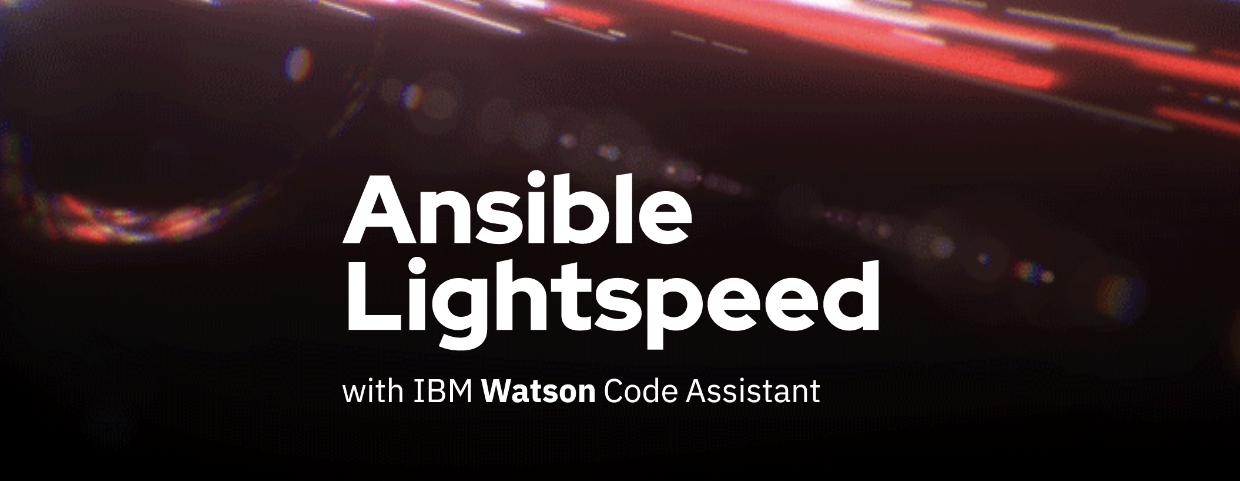 Ansible
Lightspeed
with IBM Watson Code Assistant